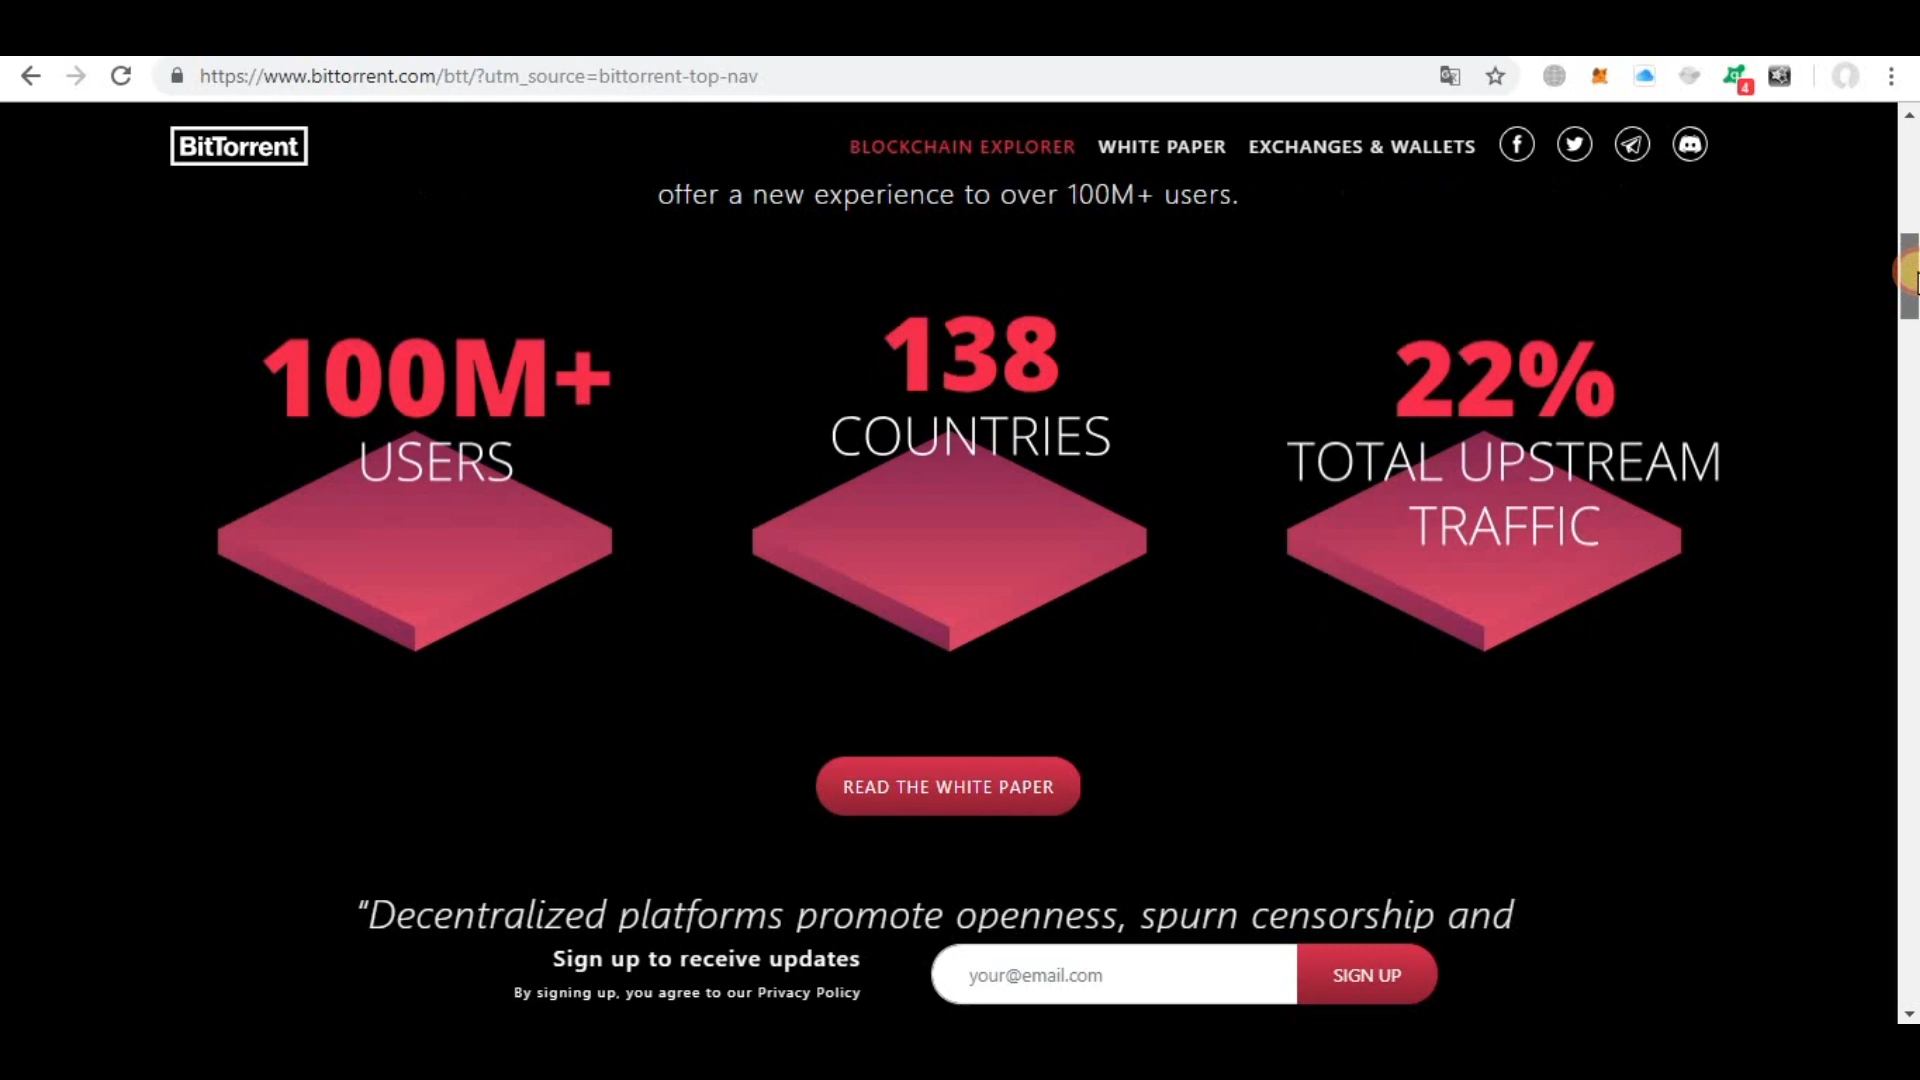 https://www.bittorrent.com/btt/?utm_source=bittorrent-top-nav
4
BitTorrent
BLOCKCHAIN EXPLORER WHITE PAPER EXCHANGES & WALLETS
offer a new experience to over 100M+ users.
100M+
USERS
138
COUNTRIES
22%
TOTAL UPSTREAM
TRAFFIC
READ THE WHITE PAPER
“Decentralized platforms promote openness, spurn censorship and
Sign up to receive updates
By signing up, you agree to our Privacy Policy
your@email.com
SIGN UP